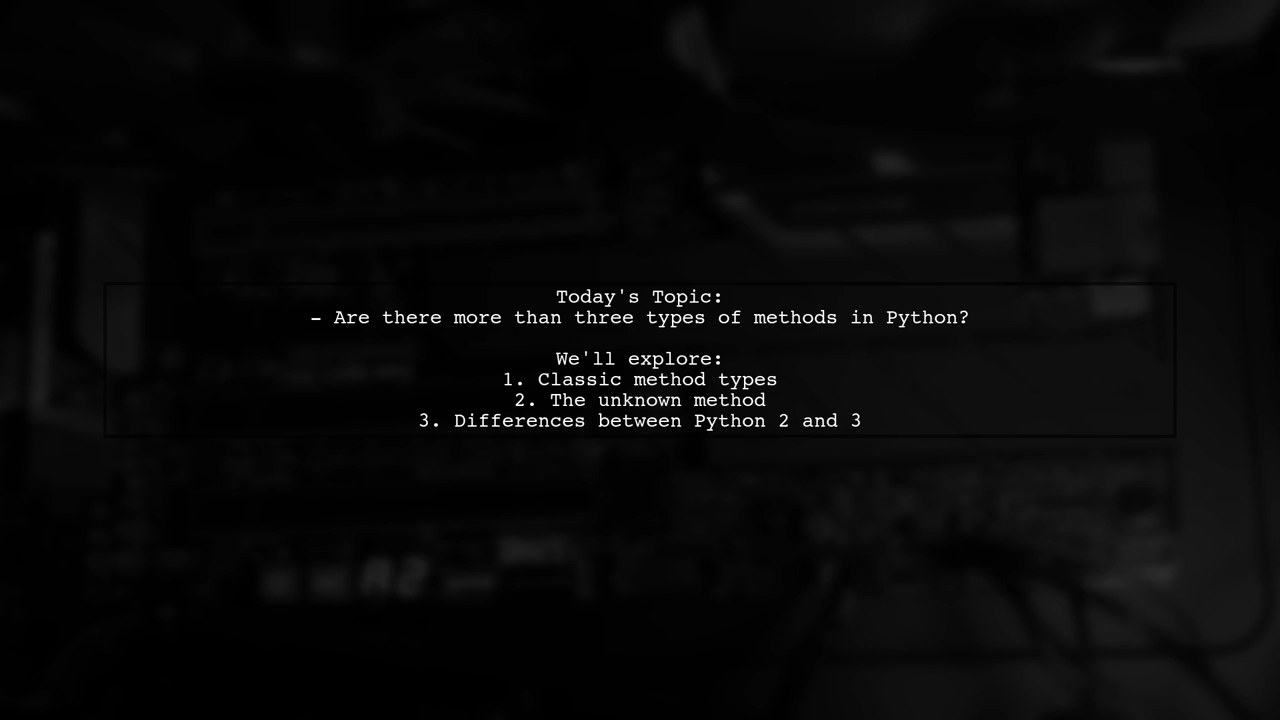 Today's Topic:
- Are there more than three types of methods in Python?
We'll explore:
1. Classic method types
2. The unknown method
3. Differences between Python 2 and 3